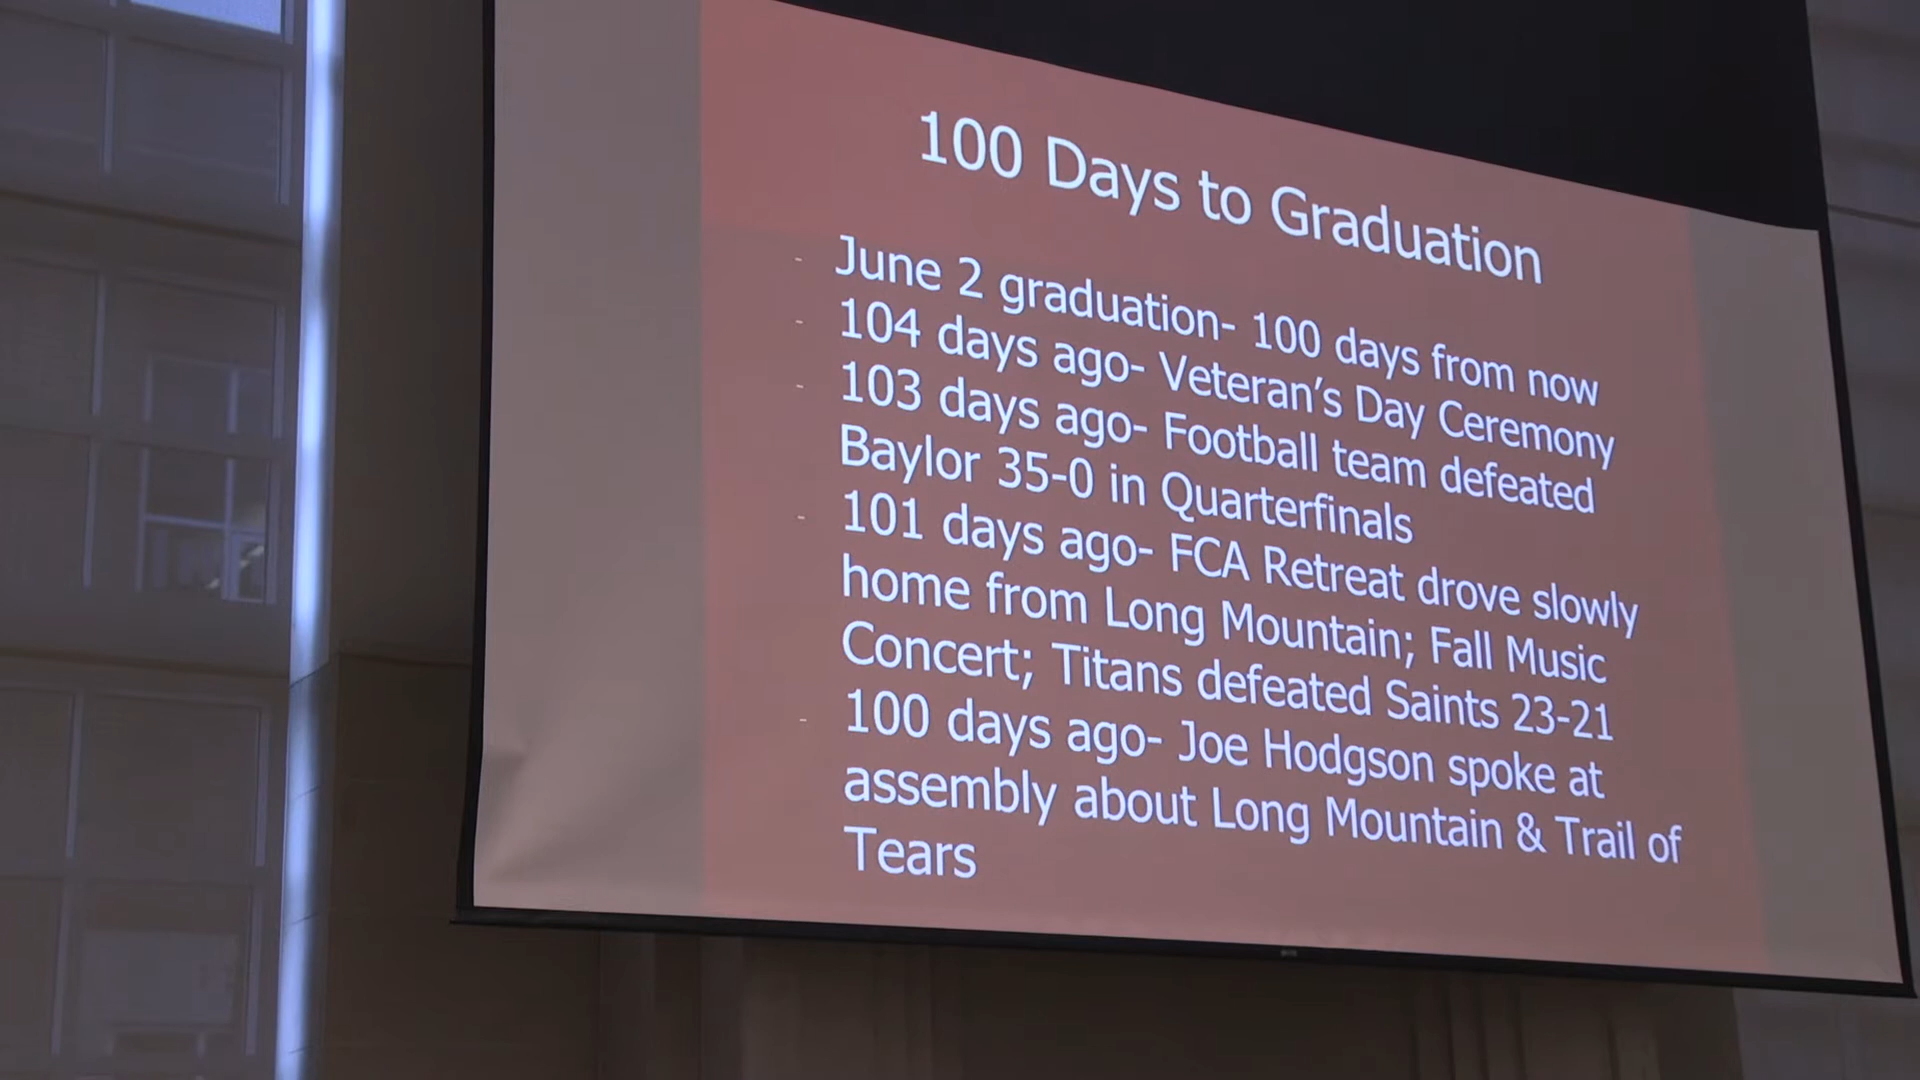 100 Days to Graduation
- June 2 graduation- 100 days from now
- 104 days ago- Veteran's Day Ceremony
- 103 days ago- Football team defeated
Baylor 35-0 in Quarterfinals
- 101 days ago- FCA Retreat drove slowly
home from Long Mountain; Fall Music
Concert; Titans defeated Saints 23-21
- 100 days ago- Joe Hodgson spoke at
assembly about Long Mountain & Trail of
Tears